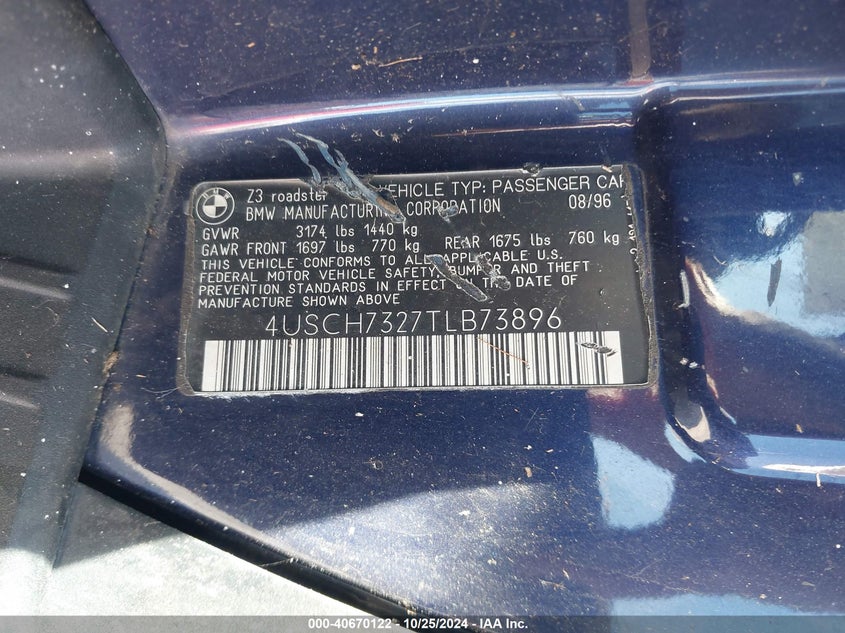 BMW
Z3 roadster VEHICLE TYP: PASSENGER CAR
BMW MANUFACTURING CORPORATION 08/96
GVWR 3174 lbs 1440 kg
GAWR FRONT 1697 lbs 770 kg REAR 1675 lbs 760 kg
THIS VEHICLE CONFORMS TO ALL APPLICABLE U.S.
FEDERAL MOTOR VEHICLE SAFETY, BUMPER AND THEFT
PREVENTION STANDARDS IN EFFECT ON THE DATE OF
MANUFACTURE SHOWN ABOVE
4USCH7327TLB73896
000-40670122 - 10/25/2024 - IAA Inc.